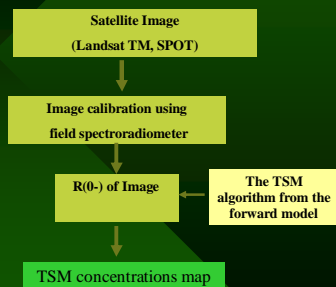 Satellite Image
(Landsat TM, SPOT)
Image calibration using
field spectroradiometer
R(0-) of Image
The TSM
algorithm from the
forward model
TSM concentrations map